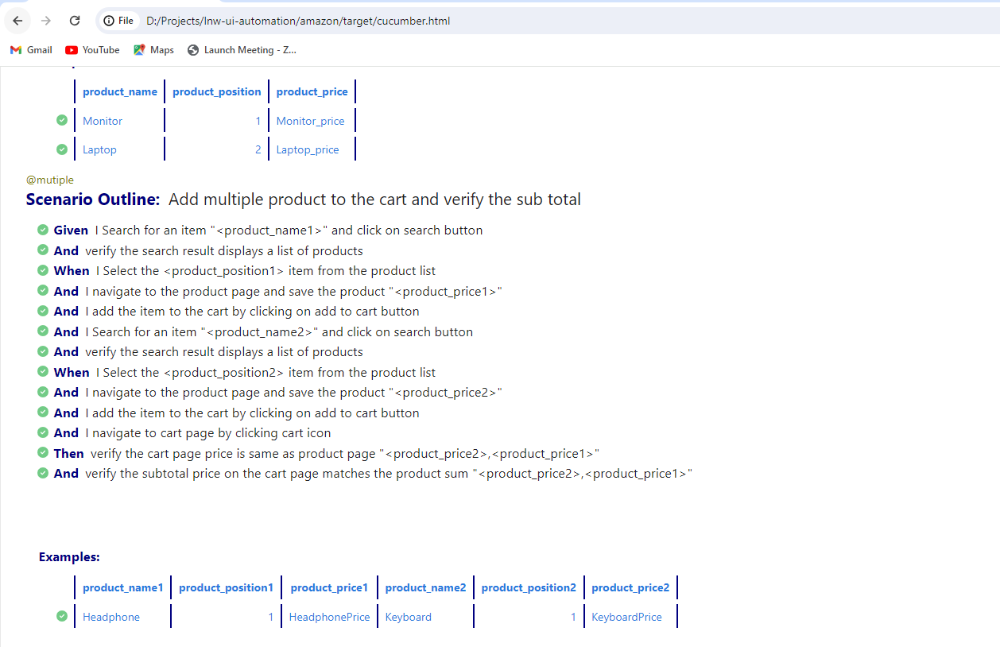 File D:/Projects/lnw-ui-automation/amazon/target/cucumber.html
Gmail YouTube Maps Launch Meeting - Z...
product_name product_position product_price
Monitor 1 Monitor_price
Laptop 2 Laptop_price
@mutiple
Scenario Outline: Add multiple product to the cart and verify the sub total
Given I Search for an item "<product_name1>" and click on search button
And verify the search result displays a list of products
When I Select the <product_position1> item from the product list
And I navigate to the product page and save the product "<product_price1>"
And I add the item to the cart by clicking on add to cart button
And I Search for an item "<product_name2>" and click on search button
And verify the search result displays a list of products
When I Select the <product_position2> item from the product list
And I navigate to the product page and save the product "<product_price2>"
And I add the item to the cart by clicking on add to cart button
And I navigate to cart page by clicking cart icon
Then verify the cart page price is same as product page "<product_price2>,<product_price1>"
And verify the subtotal price on the cart page matches the product sum "<product_price2>,<product_price1>"
Examples:
product_name1 product_position1 product_price1 product_name2 product_position2 product_price2
Headphone 1 HeadphonePrice Keyboard 1 KeyboardPrice